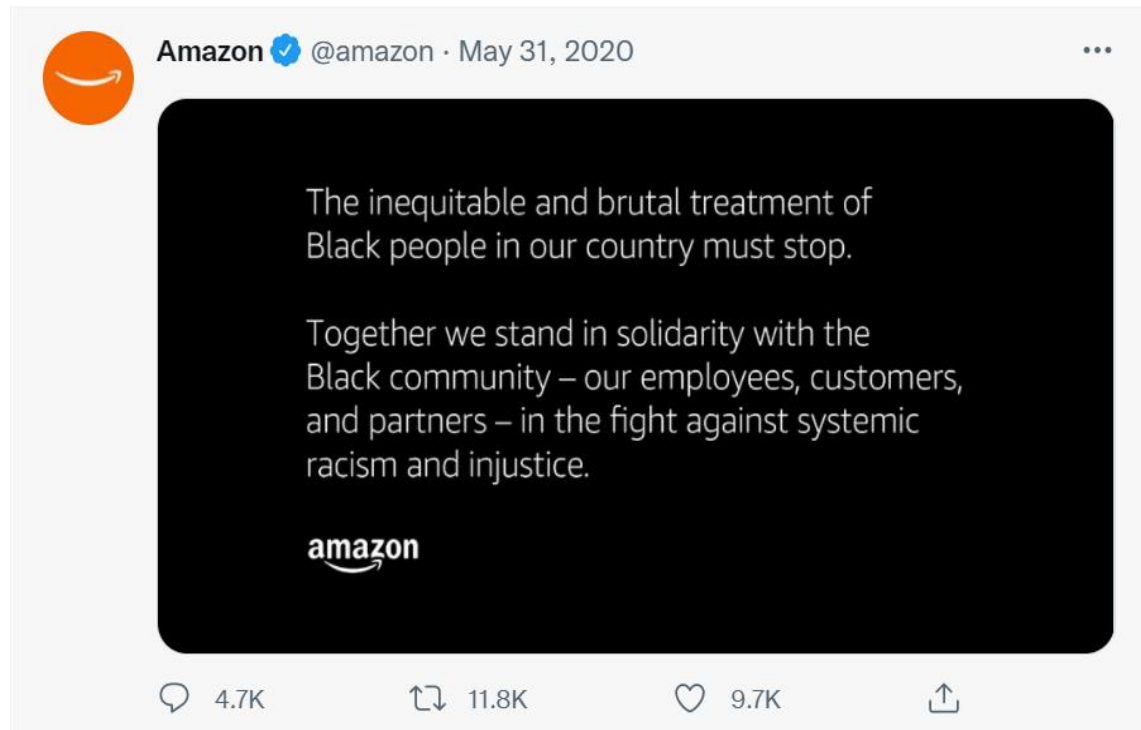 Amazon @amazon · May 31, 2020
The inequitable and brutal treatment of
Black people in our country must stop.
Together we stand in solidarity with the
Black community – our employees, customers,
and partners – in the fight against systemic
racism and injustice.
amazon
4.7K 11.8K 9.7K